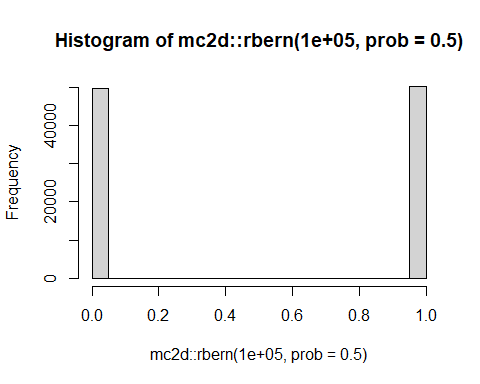 Histogram of mc2d::rbern(1e+05, prob = 0.5)
Frequency
40000
20000
0
0.0 0.2 0.4 0.6 0.8 1.0
mc2d::rbern(1e+05, prob = 0.5)